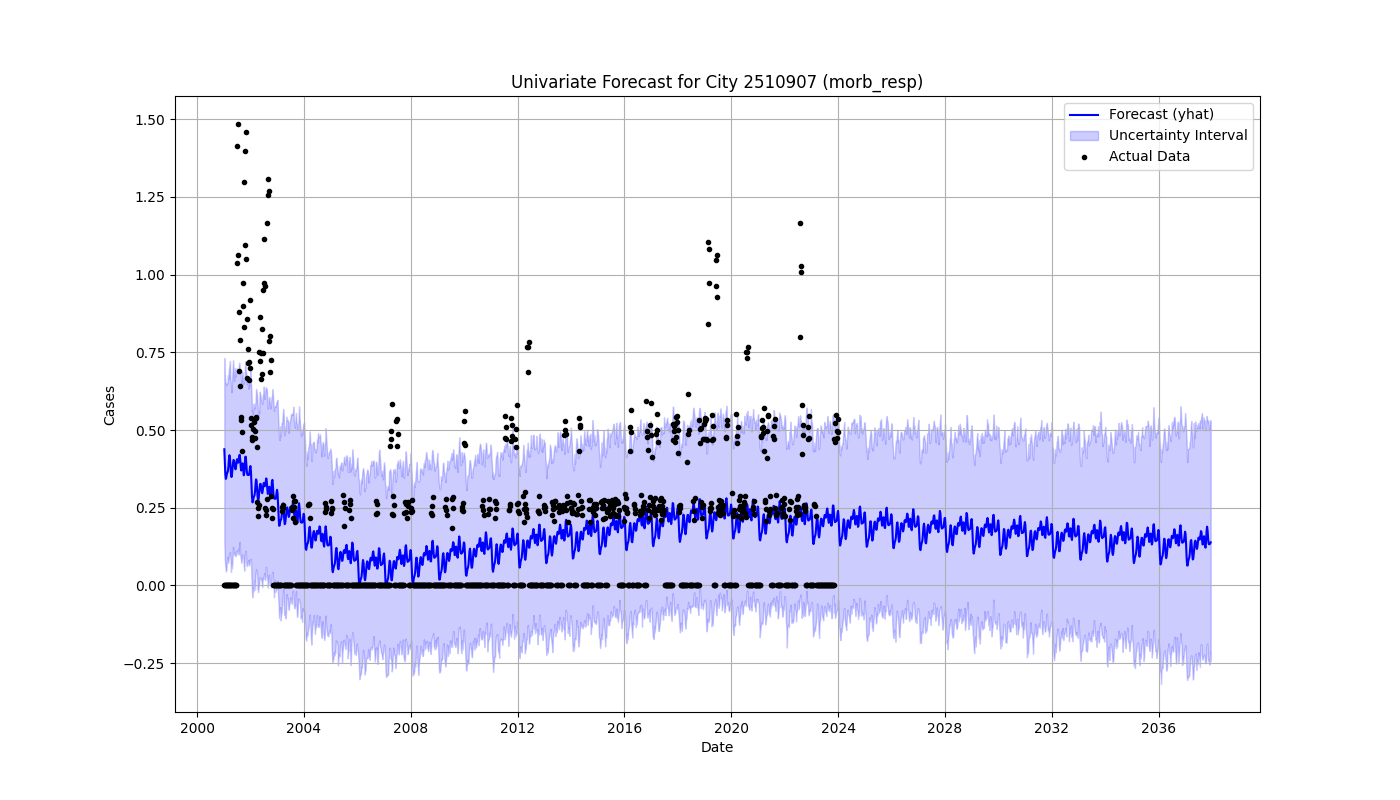 Univariate Forecast for City 2510907 (morb_resp)
Forecast (yhat)
Uncertainty Interval
Actual Data
Cases
1.50
1.25
1.00
0.75
0.50
0.25
0.00
−0.25
2000 2004 2008 2012 2016 2020 2024 2028 2032 2036
Date